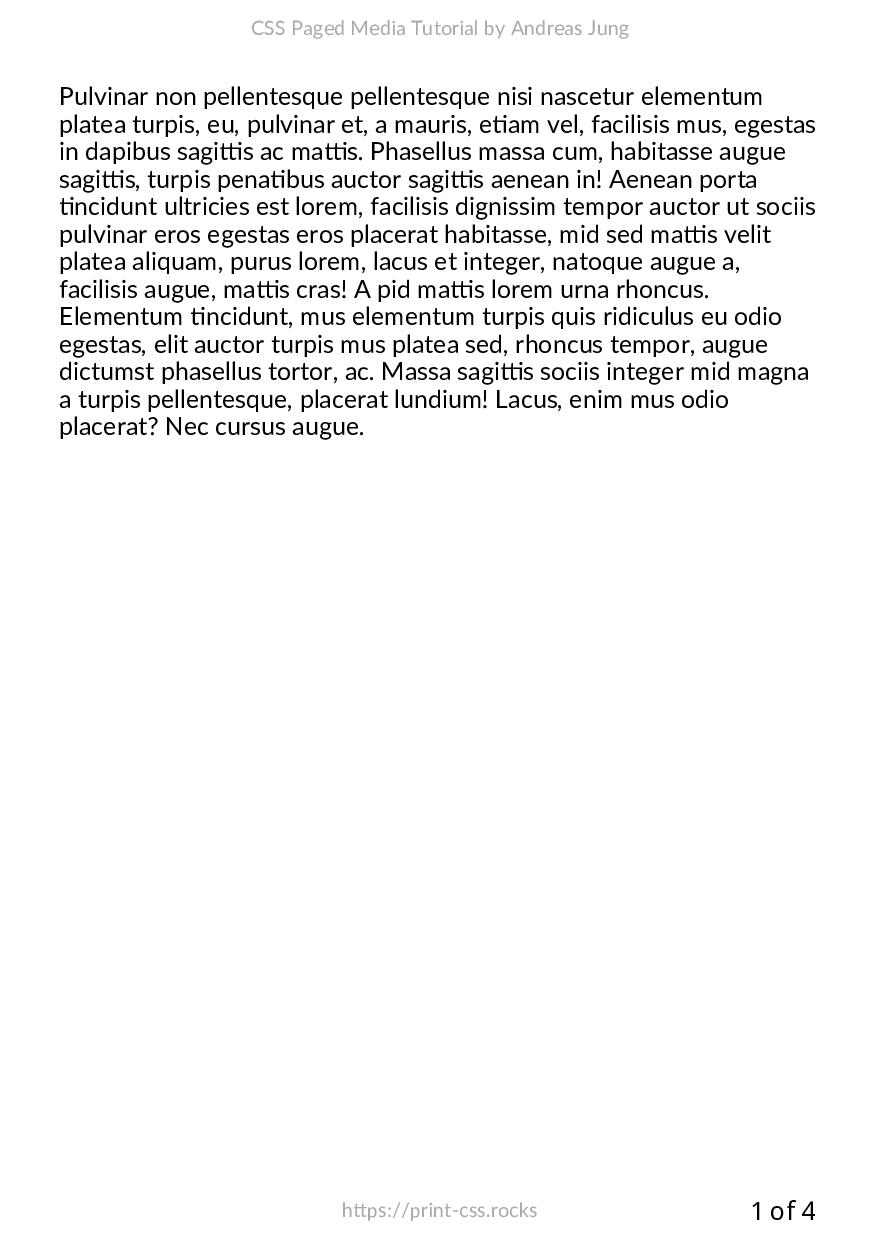 CSS Paged Media Tutorial by Andreas Jung
Pulvinar non pellentesque pellentesque nisi nascetur elementum
platea turpis, eu, pulvinar et, a mauris, etiam vel, facilisis mus, egestas
in dapibus sagittis ac mattis. Phasellus massa cum, habitasse augue
sagittis, turpis penatibus auctor sagittis aenean in! Aenean porta
tincidunt ultricies est lorem, facilisis dignissim tempor auctor ut sociis
pulvinar eros egestas eros placerat habitasse, mid sed mattis velit
platea aliquam, purus lorem, lacus et integer, natoque augue a,
facilisis augue, mattis cras! A pid mattis lorem urna rhoncus.
Elementum tincidunt, mus elementum turpis quis ridiculus eu odio
egestas, elit auctor turpis mus platea sed, rhoncus tempor, augue
dictumst phasellus tortor, ac. Massa sagittis sociis integer mid magna
a turpis pellentesque, placerat lundium! Lacus, enim mus odio
placerat? Nec cursus augue.
https://print-css.rocks
1 of 4